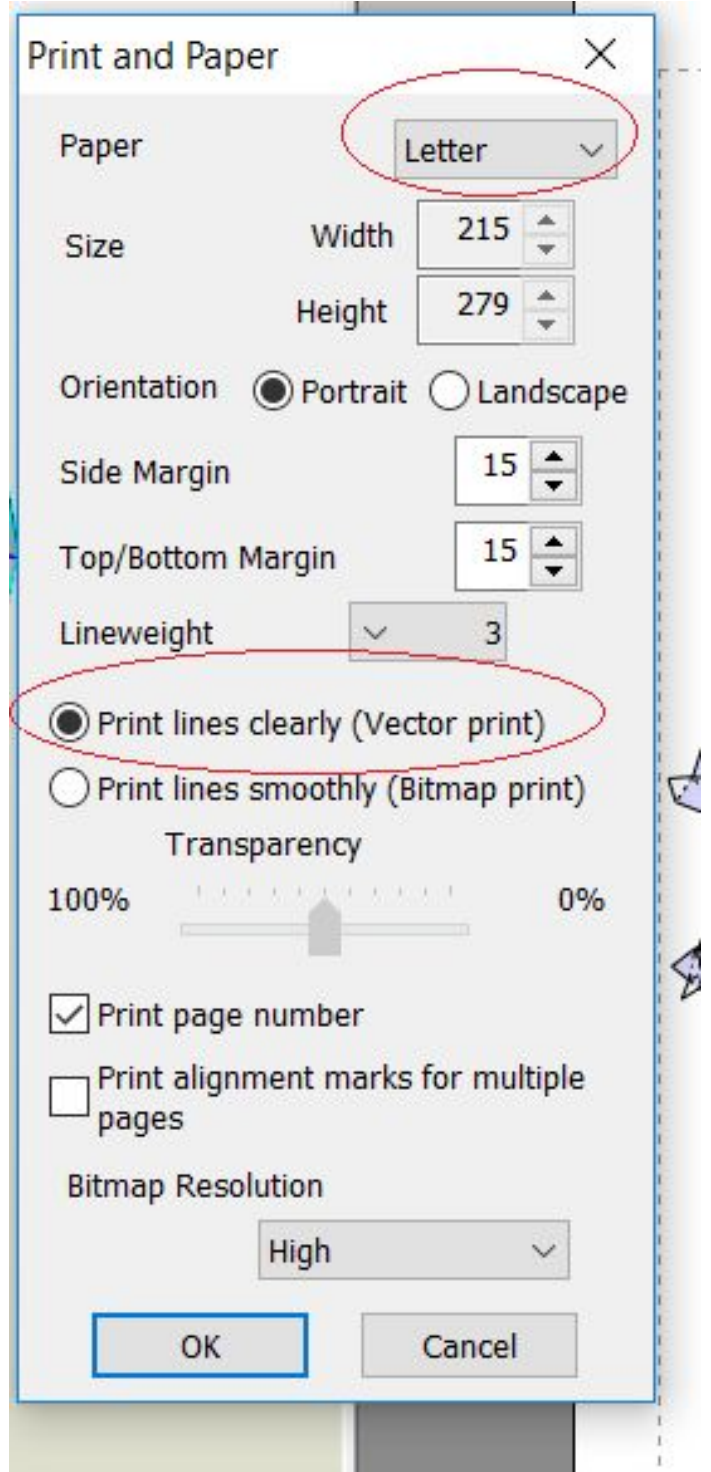 Print and Paper
Paper Letter
Size Width 215
Height 279
Orientation Portrait Landscape
Side Margin 15
Top/Bottom Margin 15
Lineweight 3
Print lines clearly (Vector print)
Print lines smoothly (Bitmap print)
Transparency
100% 0%
Print page number
Print alignment marks for multiple
pages
Bitmap Resolution
High
OK Cancel